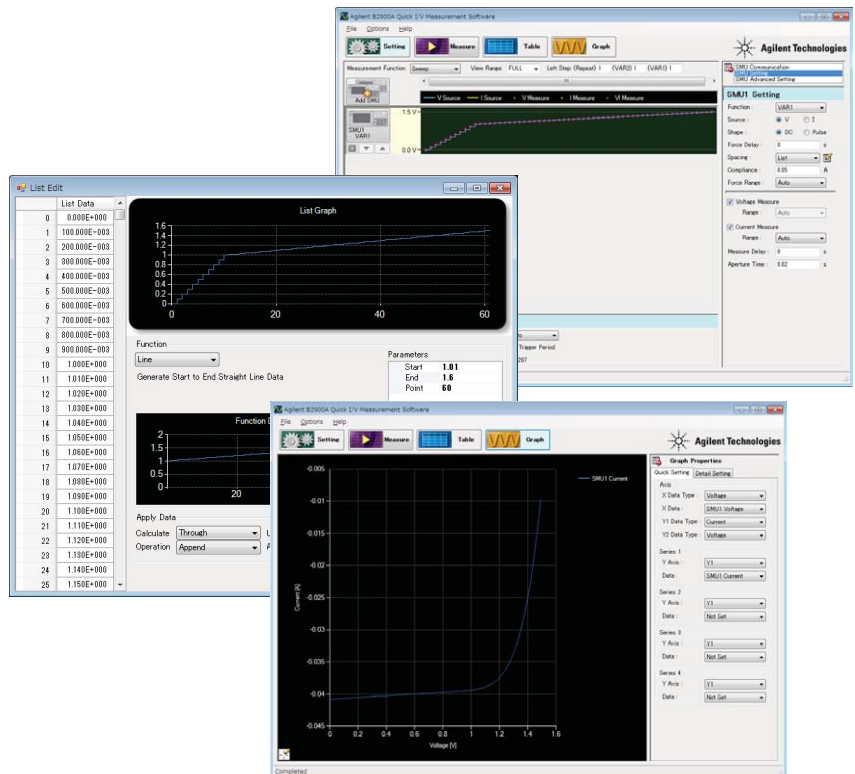 Agilent B2900A Quick I/V Measurement Software
File Options Help
Setting Measure Table Graph
Agilent Technologies
Measurement Function Sweep View Range: FULL Left Step (Repeat) 1 (VAR2) 1 (VAR1) 1
Add SMU
V Source I Source V Measure I Measure VI Measure
SMU1
VAR1
1.5 V
0.0 V
SMU Communication
SMU Setting
SMU Advanced Setting
SMU1 Setting
Function : VAR1
Source : V I
Shape : DC Pulse
Force Delay : 0 s
Spacing : List
Compliance : 0.05 A
Force Range : Auto
Voltage Measure
Range : Auto
Current Measure
Range : Auto
Measure Delay : 0 s
Aperture Time : 0.02 s
Trigger Period
List Edit
List Data
0 0.000E+000
1 100.000E-003
2 200.000E-003
3 300.000E-003
4 400.000E-003
5 500.000E-003
6 600.000E-003
7 700.000E-003
8 800.000E-003
9 900.000E-003
10 1.000E+000
11 1.010E+000
12 1.020E+000
13 1.030E+000
14 1.040E+000
15 1.050E+000
16 1.060E+000
17 1.070E+000
18 1.080E+000
19 1.090E+000
20 1.100E+000
21 1.110E+000
22 1.120E+000
23 1.130E+000
24 1.140E+000
25 1.150E+000
List Graph
1.6
1.4
1.2
1
0.8
0.6
0.4
0.2
0
0 20 40 60
Function
Line
Generate Start to End Straight Line Data
Parameters
Start 1.01
End 1.6
Point 60
Function
2
1.5
1
0.5
0
20
Apply Data
Calculate Through
Operation Append
Agilent B2900A Quick I/V Measurement Software
File Options Help
Setting Measure Table Graph
Agilent Technologies
-0.005
-0.01
-0.015
-0.02
-0.03
-0.035
-0.04
-0.045
Current [A]
0 0.2 0.4 0.6 0.8 1 1.2 1.4 1.6 1.6
Voltage [V]
SMU1 Current
Graph Properties
Quick Setting Detail Setting
Axis
X Data Type : Voltage
X Data : SMU1 Voltage
Y1 Data Type : Current
Y2 Data Type : Voltage
Series 1
Y Axis : Y1
Data : SMU1 Current
Series 2
Y Axis : Y1
Data : Not Set
Series 3
Y Axis : Y1
Data : Not Set
Series 4
Y Axis : Y1
Data : Not Set
Completed